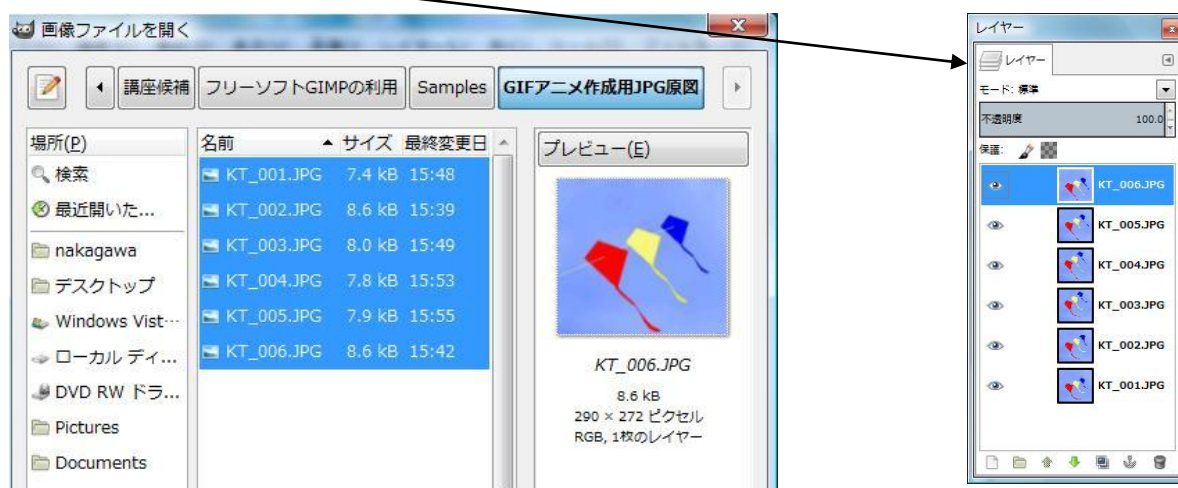 画像ファイルを開く
講座候補 フリーソフトGIMPの利用 Samples GIFアニメ作成用JPG原図
場所(P)
検索
最近開いた...
nakagawa
デスクトップ
Windows Vist…
ローカル ディ...
DVD RW ドラ...
Pictures
Documents
名前 サイズ 最終変更日
KT_001.JPG 7.4 kB 15:48
KT_002.JPG 8.6 kB 15:39
KT_003.JPG 8.0 kB 15:49
KT_004.JPG 7.8 kB 15:53
KT_005.JPG 7.9 kB 15:55
KT_006.JPG 8.6 kB 15:42
プレビュー(E)
KT_006.JPG
8.6 kB
290 × 272 ピクセル
RGB, 1枚のレイヤー
レイヤー
レイヤー
モード: 標準
不透明度 100.0
保護:
KT_006.JPG
KT_005.JPG
KT_004.JPG
KT_003.JPG
KT_002.JPG
KT_001.JPG